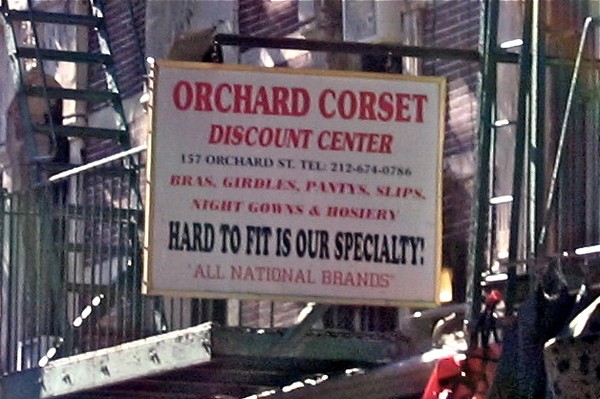 ORCHARD CORSET
DISCOUNT CENTER
157 ORCHARD ST. TEL: 212-674-0786
BRAS, GIRDLES, PANTYS, SLIPS,
NIGHT GOWNS & HOSIERY
HARD TO FIT IS OUR SPECIALTY!
"ALL NATIONAL BRANDS"